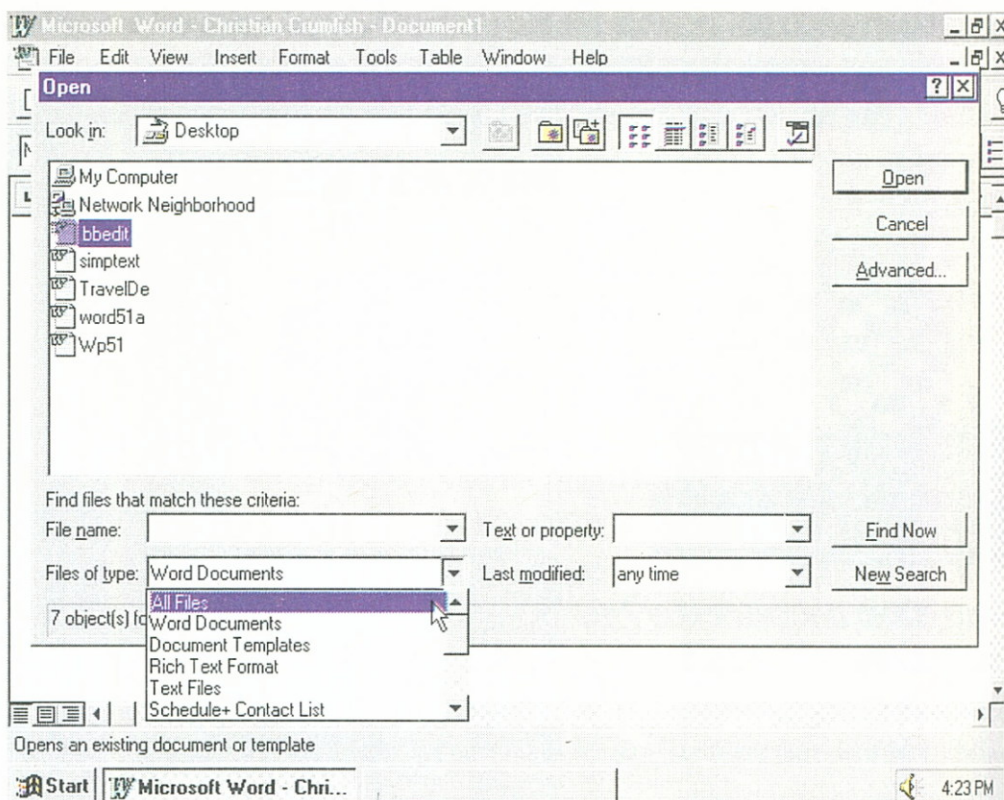 Microsoft Word - Christian Crumlish - Document1
File Edit View Insert Format Tools Table Window Help
Open
Look in: Desktop
My Computer
Network Neighborhood
bbedit
simptext
TravelDe
word51a
Wp51
Open
Cancel
Advanced...
Find files that match these criteria:
File name: Text or property: Find Now
Files of type: Word Documents Last modified: any time New Search
All Files
7 object(s)
Word Documents
Document Templates
Rich Text Format
Text Files
Schedule+ Contact List
Opens an existing document or template
Start Microsoft Word - Chri... 4:23 PM